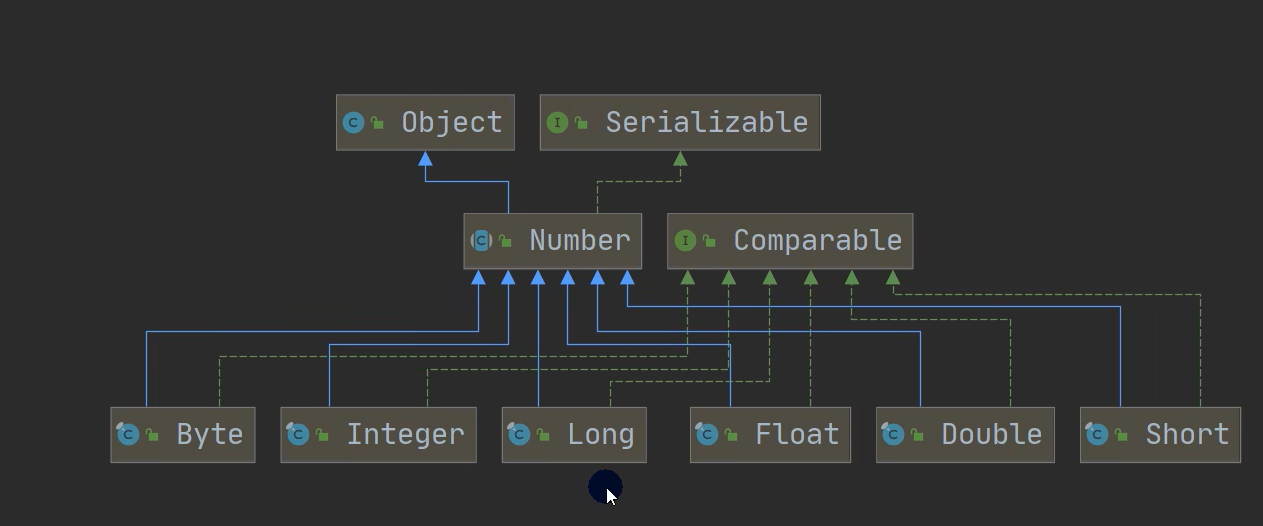 Object Serializable
Number Comparable
Byte Integer Long Float Double Short